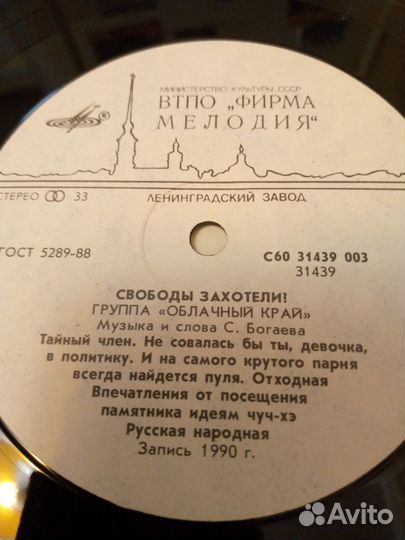 МИНИСТЕРСТВО КУЛЬТУРЫ СССР
ВТПО „ФИРМА
МЕЛОДИЯ“
СТЕРЕО 33
ЛЕНИНГРАДСКИЙ ЗАВОД
ГОСТ 5289-88
С60 31439 003
31439
СВОБОДЫ ЗАХОТЕЛИ!
ГРУППА «ОБЛАЧНЫЙ КРАЙ»
Музыка и слова С. Богаева
Тайный член. Не совалась бы ты, девочка,
в политику. И на самого крутого парня
всегда найдется пуля. Отходная
Впечатления от посещения
памятника идеям чуч-хэ
Русская народная
Запись 1990 г.
Avito